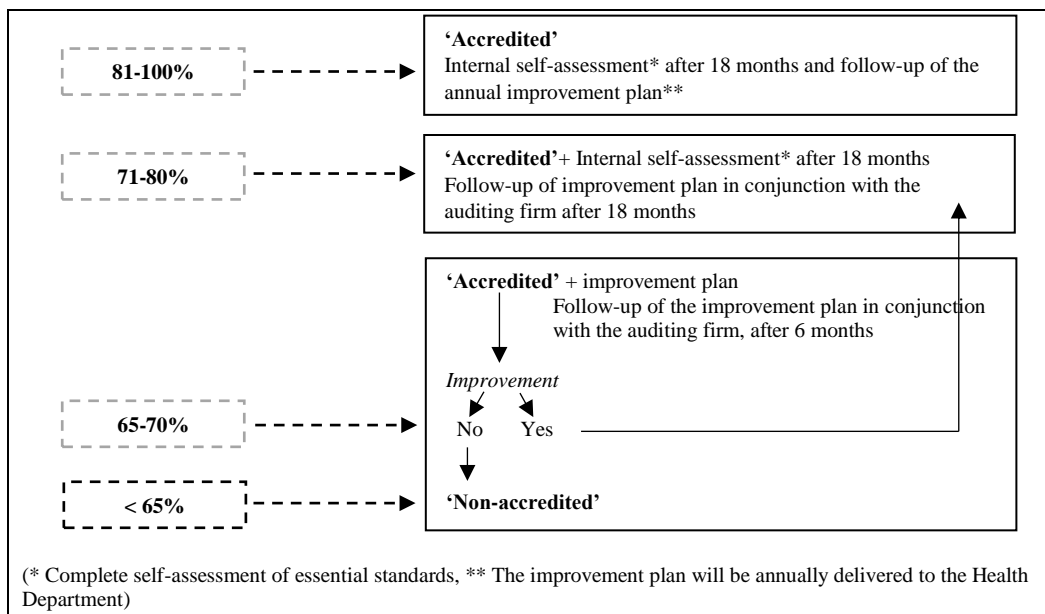 81-100%
‘Accredited’
Internal self-assessment* after 18 months and follow-up of the
annual improvement plan**
71-80%
‘Accredited’+ Internal self-assessment* after 18 months
Follow-up of improvement plan in conjunction with the
auditing firm after 18 months
‘Accredited’ + improvement plan
Follow-up of the improvement plan in conjunction
with the auditing firm, after 6 months
Improvement
65-70%
No Yes
< 65%
‘Non-accredited’
(* Complete self-assessment of essential standards, ** The improvement plan will be annually delivered to the Health
Department)